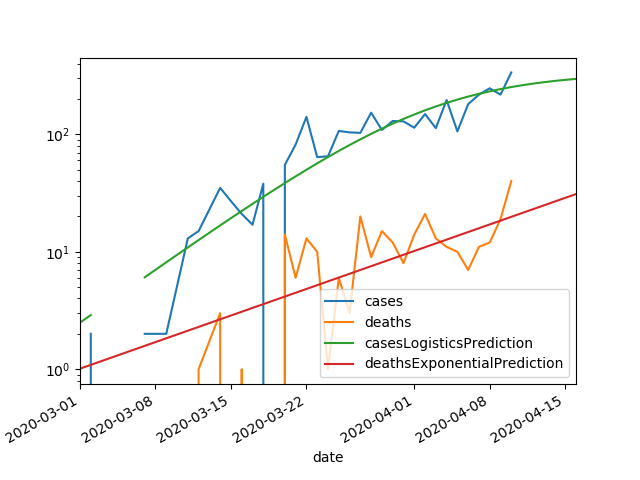 10²
10¹
10⁰
cases
deaths
casesLogisticsPrediction
deathsExponentialPrediction
2020-03-01
2020-03-08
2020-03-15
2020-03-22
2020-04-01
2020-04-08
2020-04-15
date